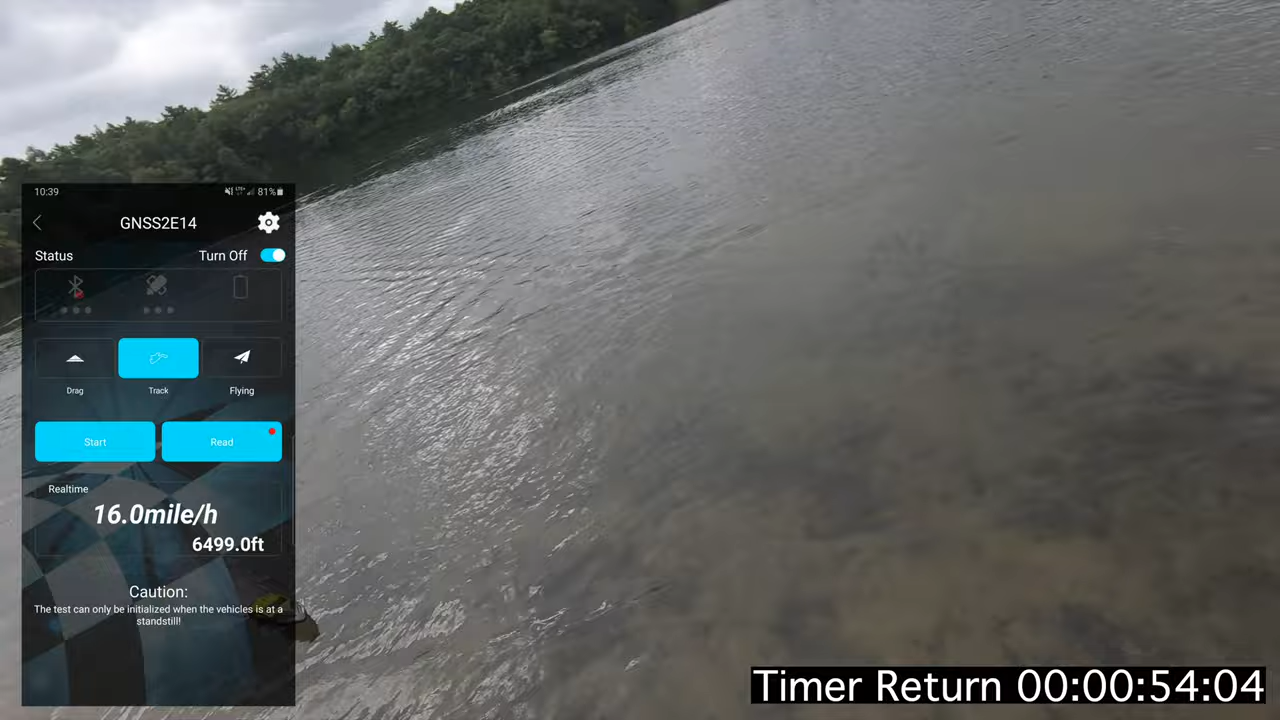 10:39
81%
GNSS2E14
Status
Turn Off
Drag
Track
Flying
Start
Read
Realtime
16.0mile/h
6499.0ft
Caution:
The test can only be initialized when the vehicles is at a
standstill!
Timer Return 00:00:54:04